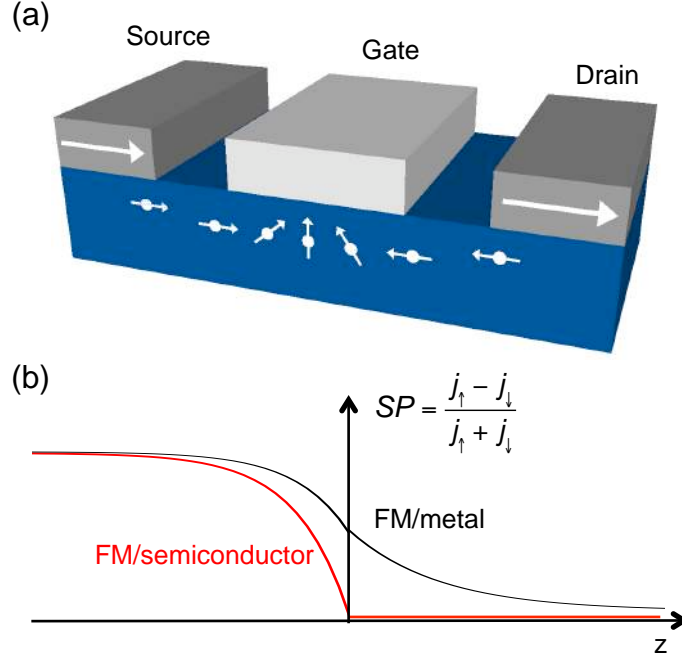 (a)
Source
Gate
Drain
(b)
SP = (j↑ − j↓) / (j↑ + j↓)
FM/metal
FM/semiconductor
z